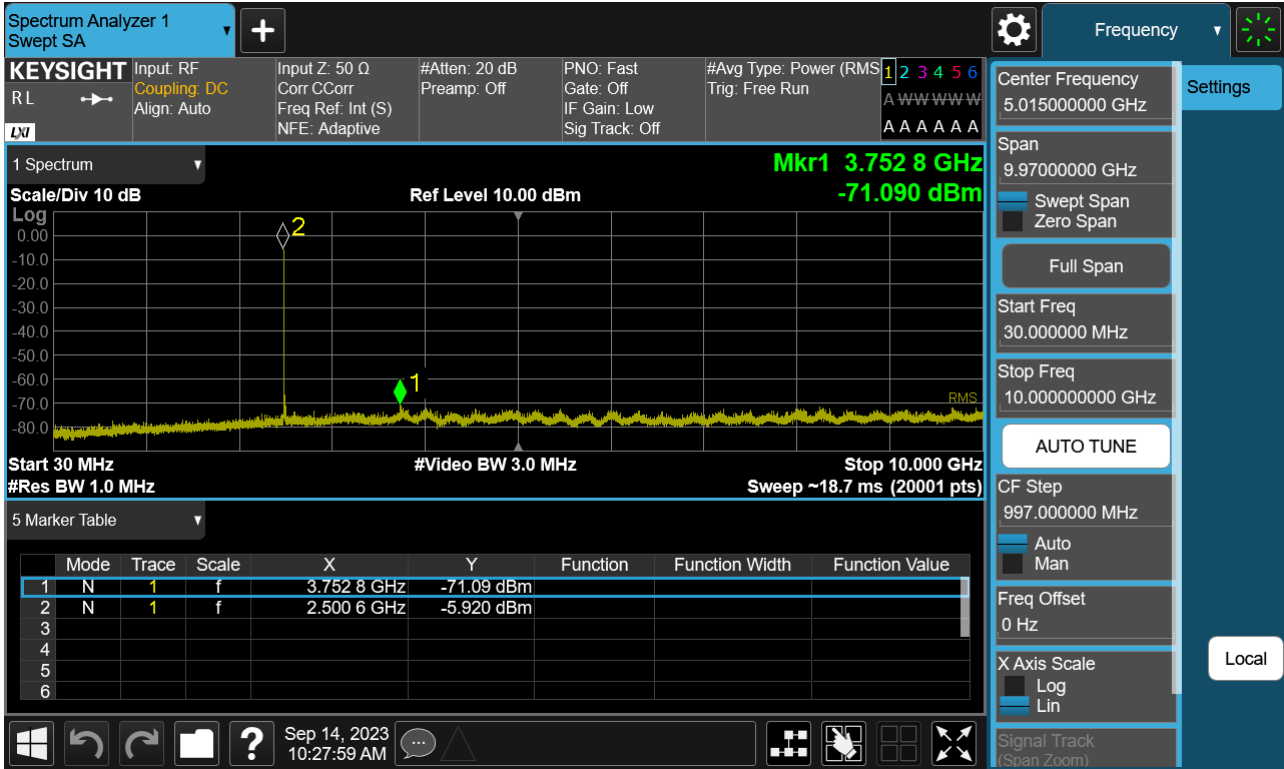 Spectrum Analyzer 1
Swept SA
Frequency
KEYSIGHT
R L
LXI
Input: RF
Coupling: DC
Align: Auto
Input Z: 50 Ω
Corr CCorr
Freq Ref: Int (S)
NFE: Adaptive
#Atten: 20 dB
Preamp: Off
PNO: Fast
Gate: Off
IF Gain: Low
Sig Track: Off
#Avg Type: Power (RMS
Trig: Free Run
1 2 3 4 5 6
A W W W W W
A A A A A A
1 Spectrum
Mkr1 3.752 8 GHz
Scale/Div 10 dB
Ref Level 10.00 dBm
-71.090 dBm
Log
0.00
-10.0
-20.0
-30.0
-40.0
-50.0
-60.0
-70.0
-80.0
2
1
RMS
Start 30 MHz
#Video BW 3.0 MHz
Stop 10.000 GHz
#Res BW 1.0 MHz
Sweep ~18.7 ms (20001 pts)
5 Marker Table
Mode Trace Scale X Y Function Function Width Function Value
1 N 1 f 3.752 8 GHz -71.09 dBm
2 N 1 f 2.500 6 GHz -5.920 dBm
3
4
5
6
?
Sep 14, 2023
10:27:59 AM
Center Frequency
5.015000000 GHz
Settings
Span
9.97000000 GHz
Swept Span
Zero Span
Full Span
Start Freq
30.000000 MHz
Stop Freq
10.000000000 GHz
AUTO TUNE
CF Step
997.000000 MHz
Auto
Man
Freq Offset
0 Hz
X Axis Scale
Log
Lin
Local
Signal Track
(Span Zoom)